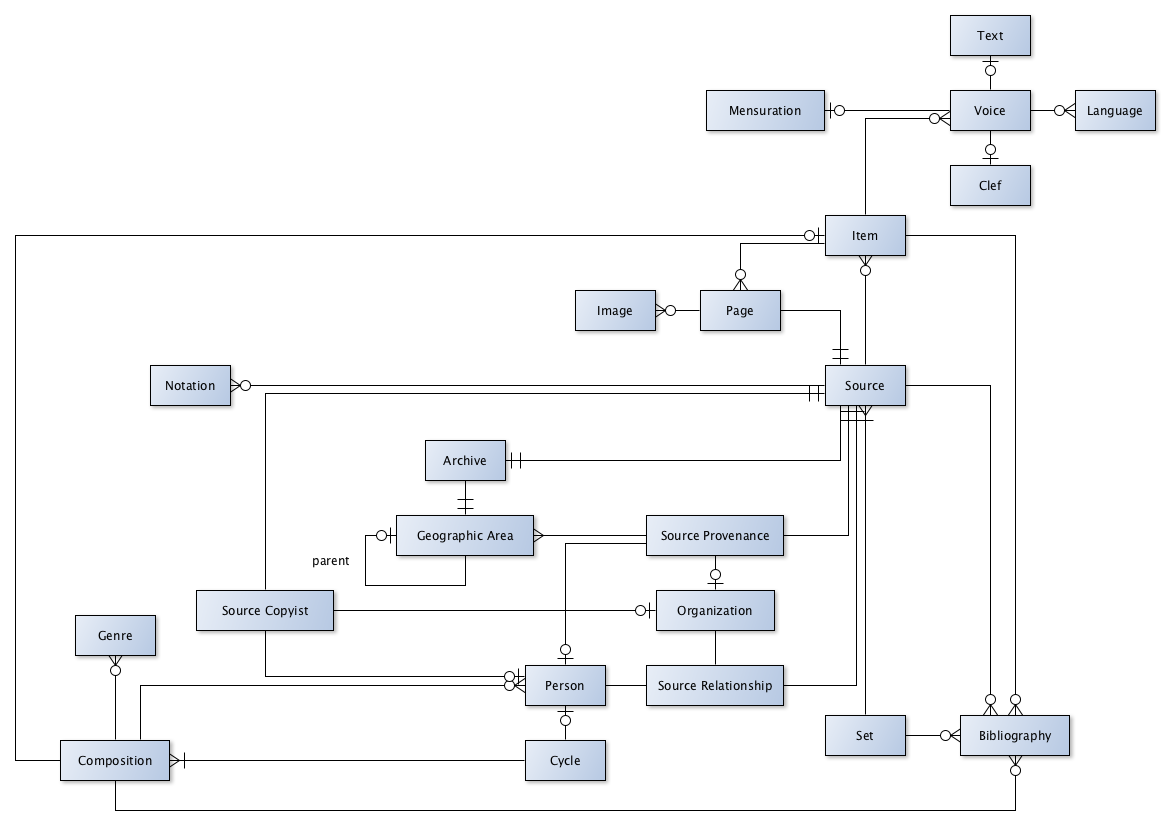 Text
Mensuration
Voice
Language
Clef
Item
Image
Page
Notation
Source
Archive
Geographic Area
Source Provenance
parent
Source Copyist
Organization
Genre
Person
Source Relationship
Set
Bibliography
Composition
Cycle